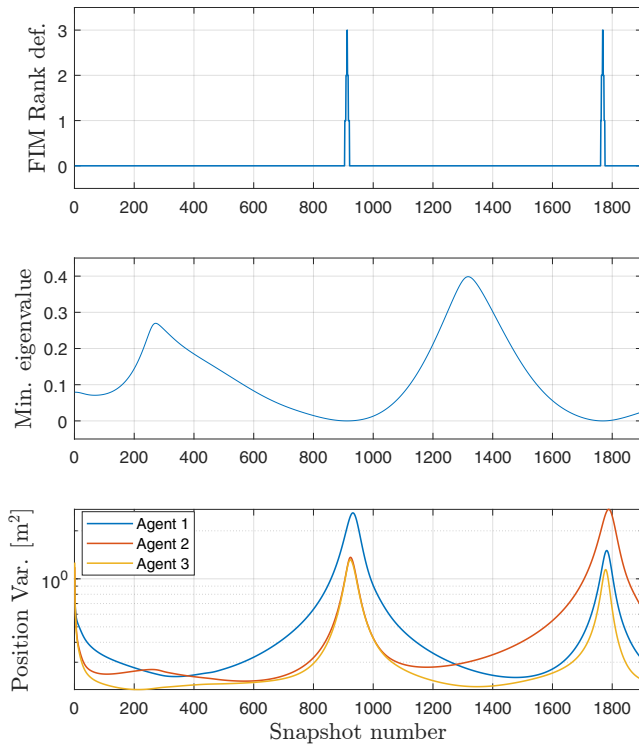 FIM Rank def.
3
2
1
0
0 200 400 600 800 1000 1200 1400 1600 1800
Min. eigenvalue
0.4
0.3
0.2
0.1
0
0 200 400 600 800 1000 1200 1400 1600 1800
Position Var. [m²]
10⁰
Agent 1
Agent 2
Agent 3
0 200 400 600 800 1000 1200 1400 1600 1800
Snapshot number